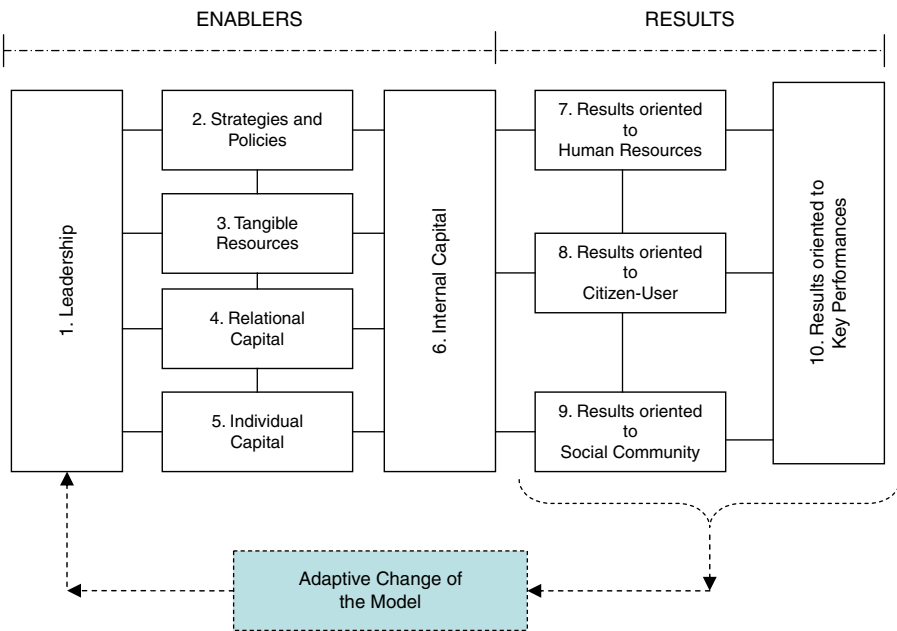 ENABLERS
RESULTS
1. Leadership
2. Strategies and
Policies
3. Tangible
Resources
4. Relational
Capital
5. Individual
Capital
6. Internal Capital
7. Results oriented
to
Human Resources
8. Results oriented
to
Citizen-User
9. Results oriented
to
Social Community
10. Results oriented to
Key Performances
Adaptive Change of
the Model